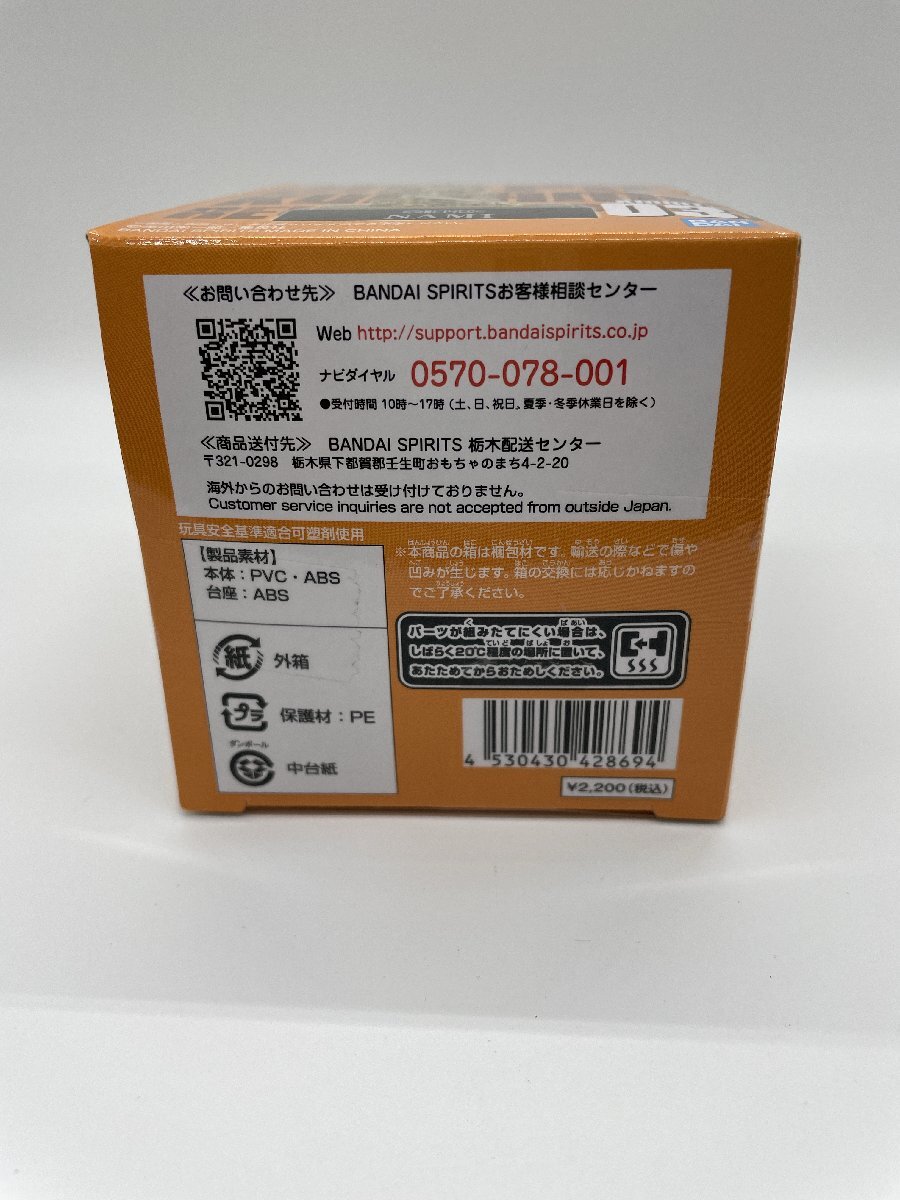 MADE IN CHINA
≪お問い合わせ先≫ BANDAI SPIRITSお客様相談センター
Web http://support.bandaispirits.co.jp
ナビダイヤル 0570-078-001
●受付時間 10時～17時（土、日、祝日、夏季・冬季休業日を除く）
≪商品送付先≫ BANDAI SPIRITS 栃木配送センター
〒321-0298 栃木県下都賀郡壬生町おもちゃのまち4-2-20
海外からのお問い合わせは受け付けておりません。
Customer service inquiries are not accepted from outside Japan.
玩具安全基準適合可塑剤使用
【製品素材】
本体：PVC・ABS
台座：ABS
紙 外箱
プラ 保護材：PE
ダンボール
中台紙
※本商品の箱は梱包材です。輸送の際などで傷や
凹みが生じます。箱の交換には応じかねますの
でご了承ください。
パーツが組みたてにくい場合は、
しばらく20℃程度の場所に置いて、
あたためてからおためしください。
4 530430 428694
¥2,200（税込）